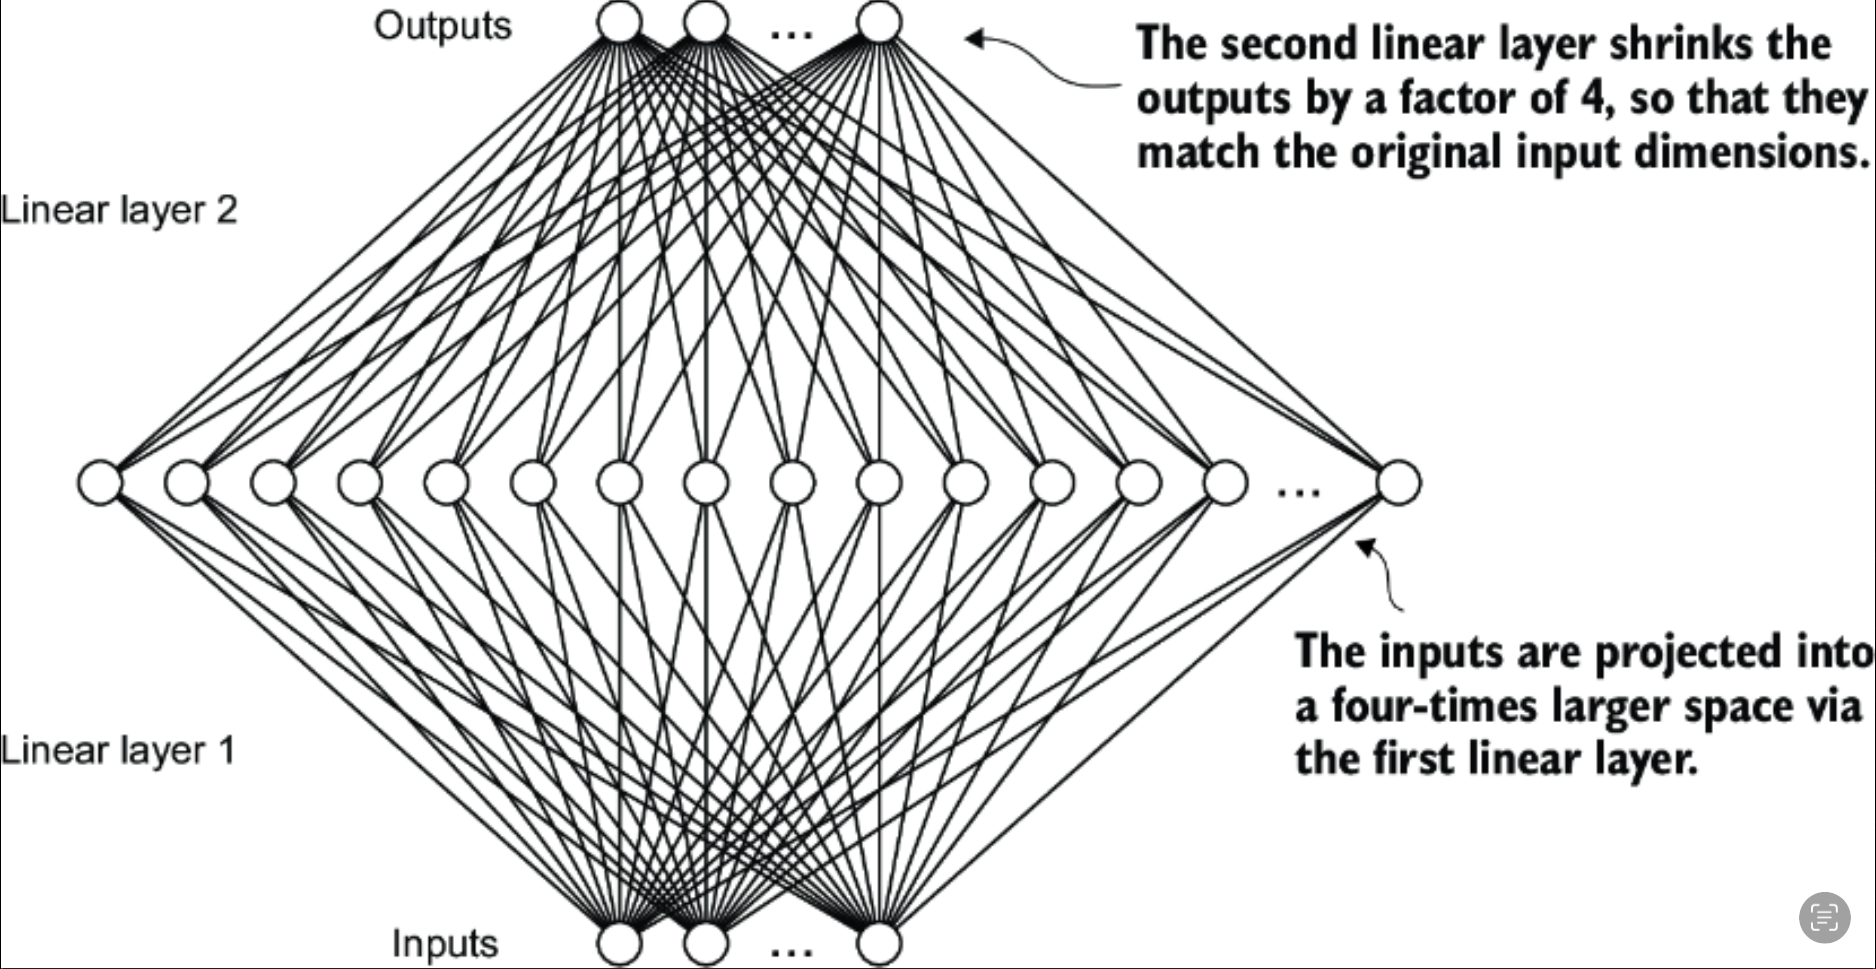 Outputs
...
The second linear layer shrinks the
outputs by a factor of 4, so that they
match the original input dimensions.
Linear layer 2
...
The inputs are projected into
a four-times larger space via
the first linear layer.
Linear layer 1
Inputs
...